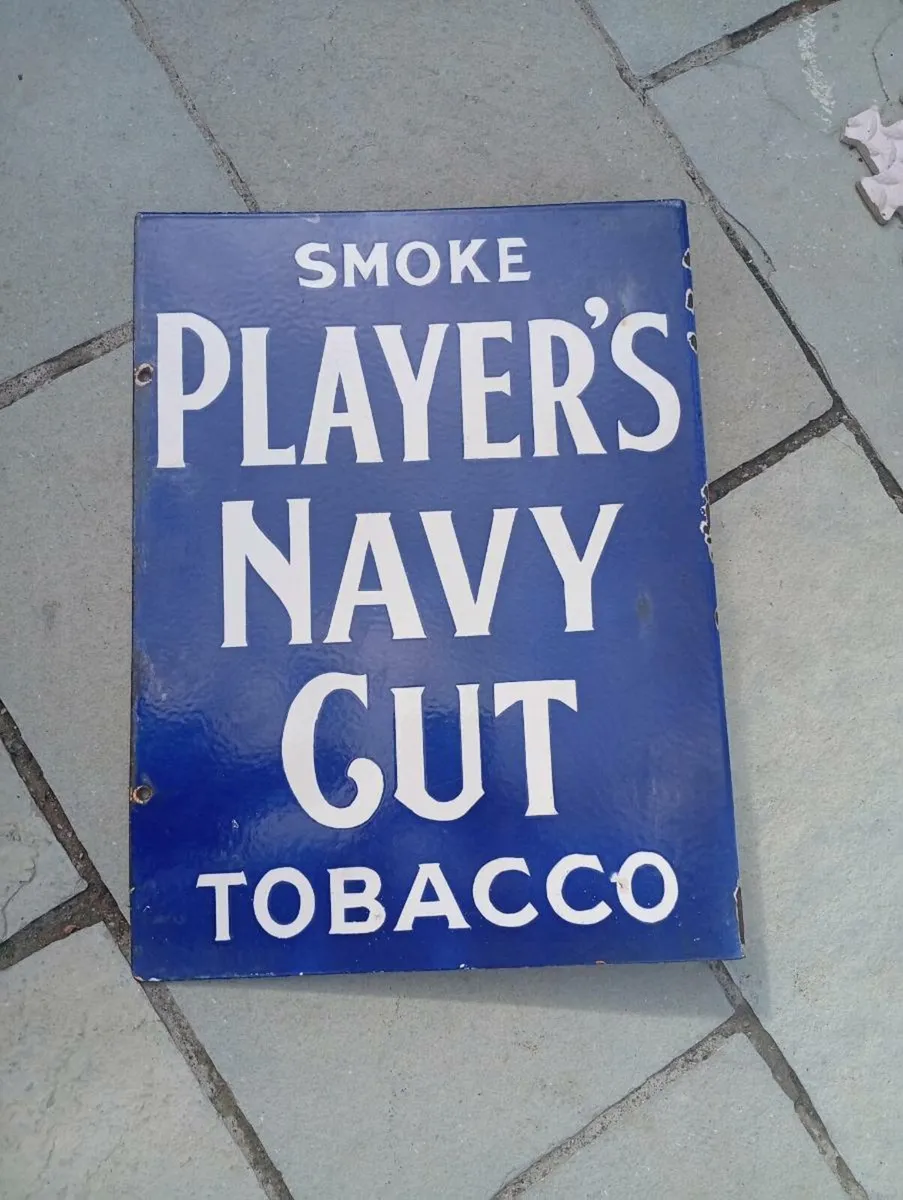 SMOKE
PLAYER'S
NAVY
CUT
TOBACCO